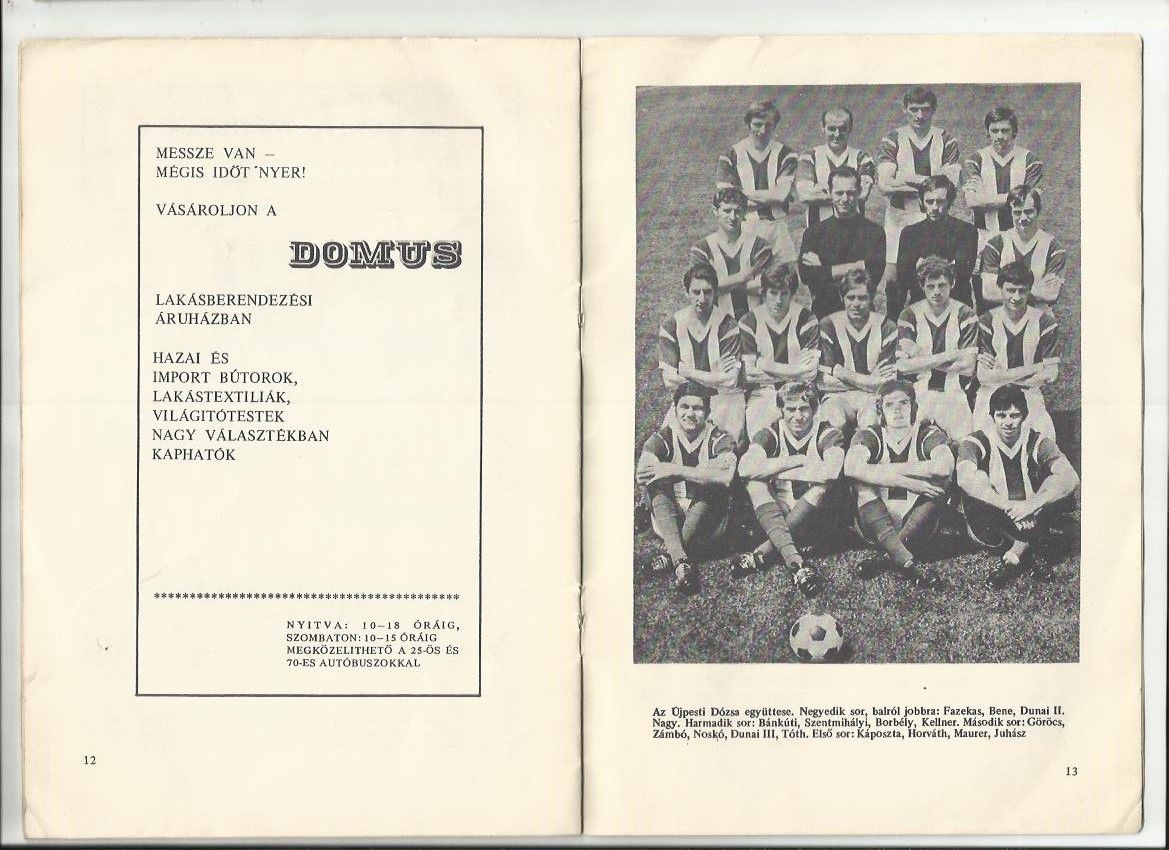 MESSZE VAN –
MÉGIS IDŐT NYER!
VÁSÁROLJON A
DOMUS
LAKÁSBERENDEZÉSI
ÁRUHÁZBAN
HAZAI ÉS
IMPORT BÚTOROK,
LAKÁSTEXTILIÁK,
VILÁGITÓTESTEK
NAGY VÁLASZTÉKBAN
KAPHATÓK
******************************************
NYITVA: 10–18 ÓRÁIG,
SZOMBATON: 10–15 ÓRÁIG
MEGKÖZELITHETŐ A 25-ÖS ÉS
70-ES AUTÓBUSZOKKAL
12
Az Újpesti Dózsa együttese. Negyedik sor, balról jobbra: Fazekas, Bene, Dunai II.
Nagy. Harmadik sor: Bánkúti, Szentmihályi, Borbély, Kellner. Második sor: Göröcs,
Zámbó, Noskó, Dunai III, Tóth. Első sor: Káposzta, Horváth, Maurer, Juhász
13